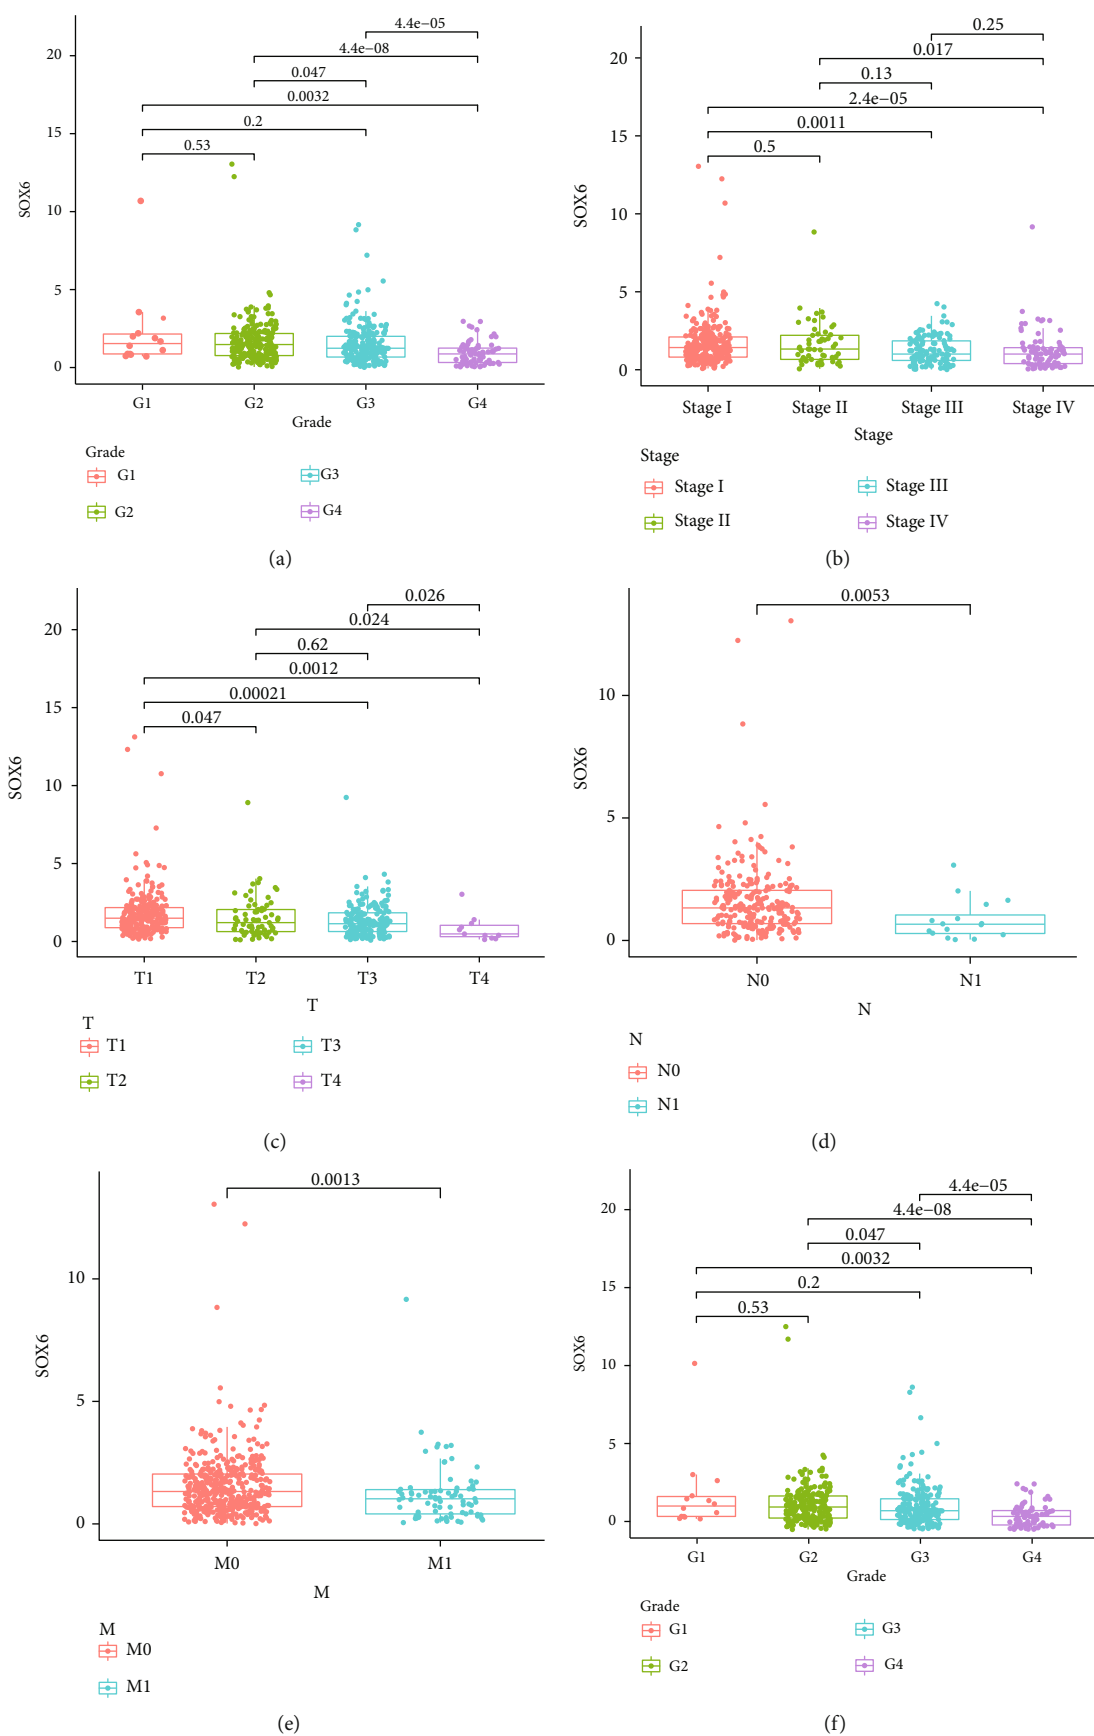 4.4e−05
4.4e−08
0.047
0.0032
0.2
0.53
20
15
10
5
0
SOX6
G1 G2 G3 G4
Grade
Grade
G1 G3
G2 G4
(a)
0.25
0.017
0.13
2.4e−05
0.0011
0.5
20
15
10
5
0
SOX6
Stage I Stage II Stage III Stage IV
Stage
Stage
Stage I Stage III
Stage II Stage IV
(b)
0.026
0.024
0.62
0.0012
0.00021
0.047
20
15
10
5
0
SOX6
T1 T2 T3 T4
T
T
T1 T3
T2 T4
(c)
0.0053
10
5
0
SOX6
N0 N1
N
N
N0
N1
(d)
0.0013
10
5
0
SOX6
M0 M1
M
M
M0
M1
(e)
4.4e−05
4.4e−08
0.047
0.0032
0.2
0.53
20
15
10
5
0
SOX6
G1 G2 G3 G4
Grade
Grade
G1 G3
G2 G4
(f)